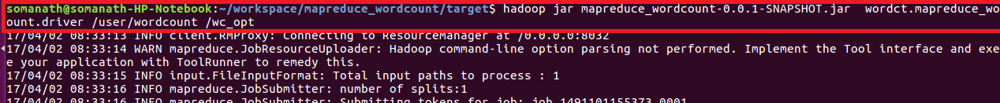 somanath@somanath-HP-Notebook:~/workspace/mapreduce_wordcount/target$ hadoop jar mapreduce_wordcount-0.0.1-SNAPSHOT.jar  wordct.mapreduce_wo
ount.driver /user/wordcount /wc_opt
17/04/02 08:33:13 INFO client.RMProxy: Connecting to ResourceManager at /0.0.0.0:8032
17/04/02 08:33:14 WARN mapreduce.JobResourceUploader: Hadoop command-line option parsing not performed. Implement the Tool interface and exe
e your application with ToolRunner to remedy this.
17/04/02 08:33:15 INFO input.FileInputFormat: Total input paths to process : 1
17/04/02 08:33:16 INFO mapreduce.JobSubmitter: number of splits:1
17/04/02 08:33:16 INFO mapreduce.JobSubmitter: Submitting tokens for job: job_1491101155373_0001